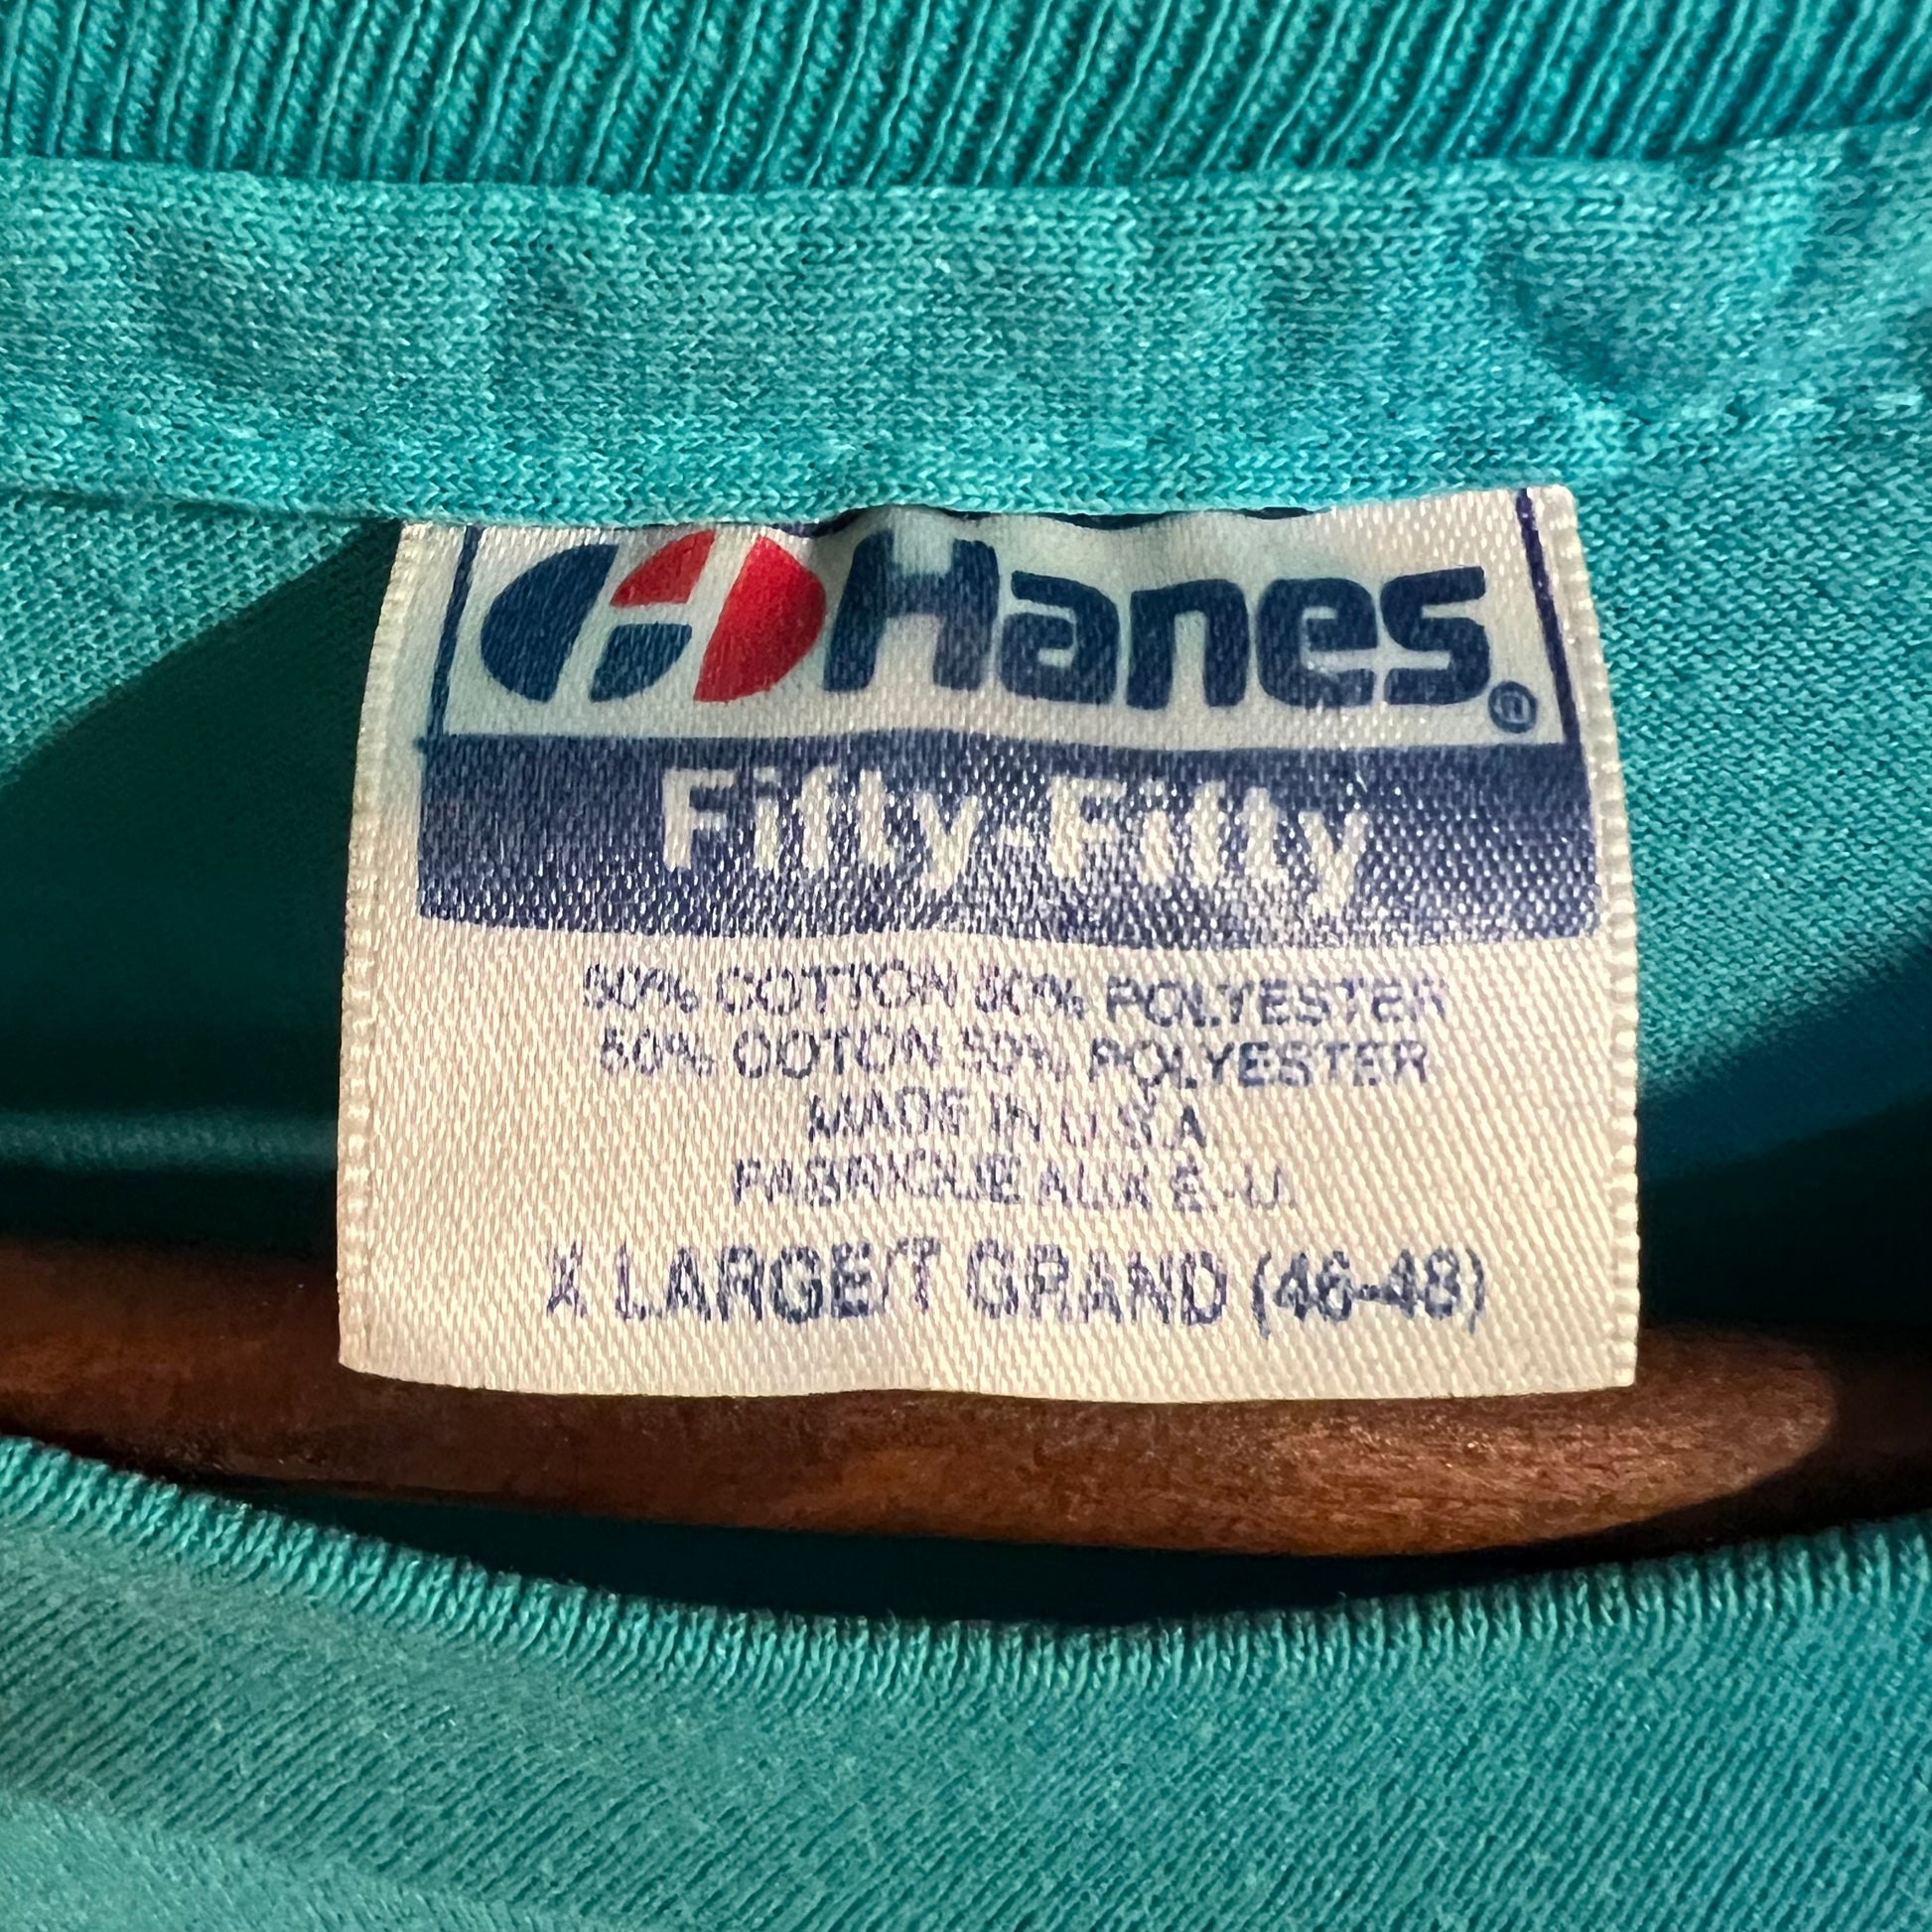 Hanes®
Fifty-Fifty
50% COTTON 50% POLYESTER
50% COTON 50% POLYESTER
MADE IN U.S.A
FABRIQUE AUX É.-U.
X LARGE/T GRAND (46-48)